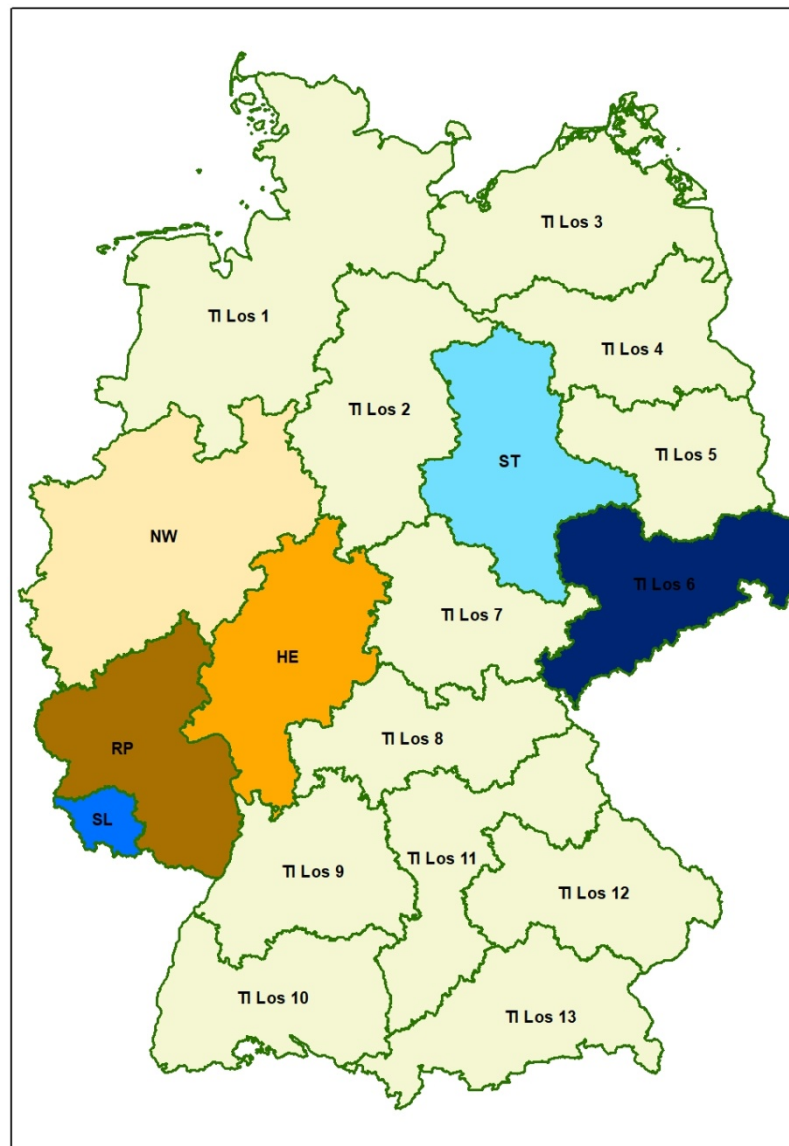 TI Los 3
TI Los 1
TI Los 4
TI Los 2
TI Los 5
ST
NW
TI Los 6
TI Los 7
HE
TI Los 8
RP
SL
TI Los 11
TI Los 9
TI Los 12
TI Los 10
TI Los 13